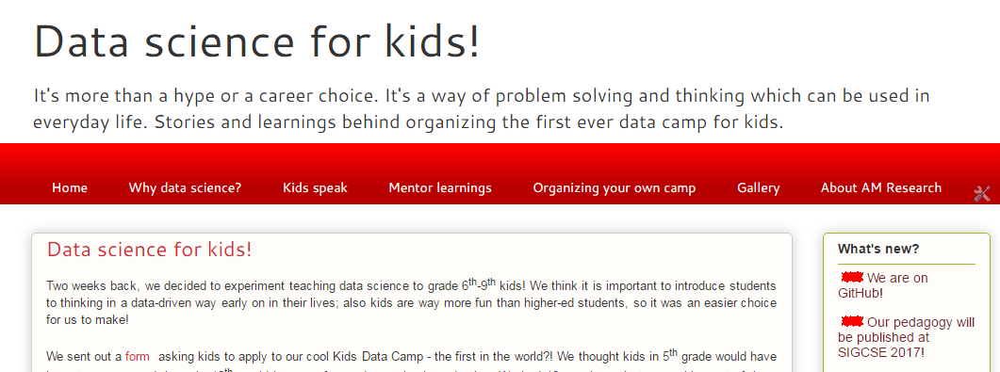 Data science for kids!
It's more than a hype or a career choice. It's a way of problem solving and thinking which can be used in
everyday life. Stories and learnings behind organizing the first ever data camp for kids.
Home Why data science? Kids speak Mentor learnings Organizing your own camp Gallery About AM Research
Data science for kids!
Two weeks back, we decided to experiment teaching data science to grade 6th-9th kids! We think it is important to introduce students
to thinking in a data-driven way early on in their lives; also kids are way more fun than higher-ed students, so it was an easier choice
for us to make!
We sent out a form asking kids to apply to our cool Kids Data Camp - the first in the world?! We thought kids in 5th grade would have
What's new?
We are on
GitHub!
Our pedagogy will
be published at
SIGCSE 2017!